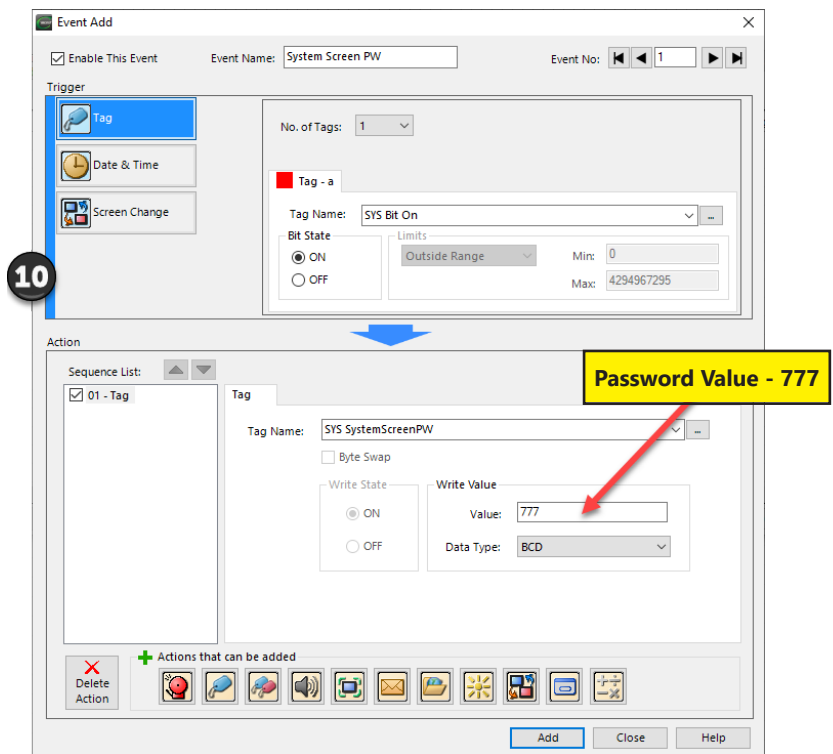 Event Add
Enable This Event
Event Name: System Screen PW
Event No: 1
Trigger
Tag
Date & Time
Screen Change
No. of Tags: 1
Tag - a
Tag Name: SYS Bit On
...
Bit State
ON
OFF
Limits
Outside Range
Min: 0
Max: 4294967295
10
Action
Sequence List:
01 - Tag
Password Value - 777
Tag
Tag Name: SYS SystemScreenPW
...
Byte Swap
Write State
ON
OFF
Write Value
Value: 777
Data Type: BCD
Delete
Action
Actions that can be added
Add
Close
Help